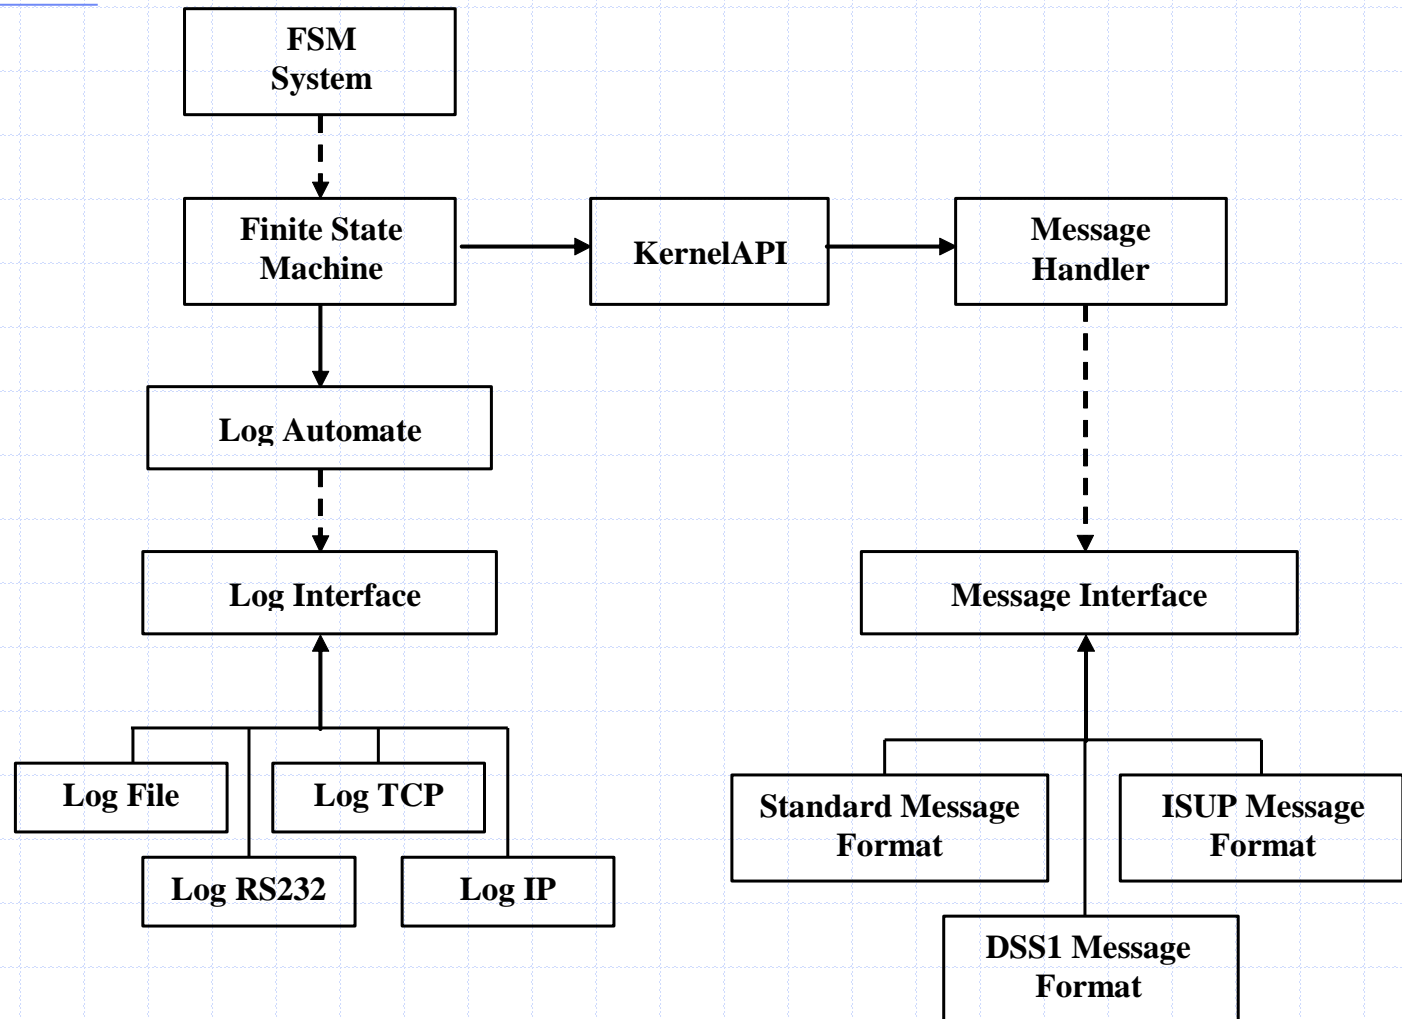 FSM
System
Finite State
Machine
KernelAPI
Message
Handler
Log Automate
Log Interface
Message Interface
Log File
Log TCP
Log RS232
Log IP
Standard Message
Format
ISUP Message
Format
DSS1 Message
Format